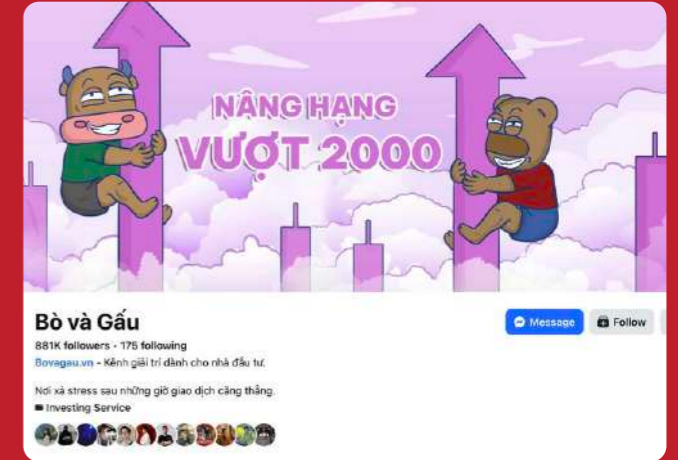 NÂNG HẠNG
VƯỢT 2000
Bò và Gấu
881K followers • 175 following
Bovagau.vn - Kênh giải trí dành cho nhà đầu tư.
Nơi xả stress sau những giờ giao dịch căng thẳng.
Investing Service
Message
Follow